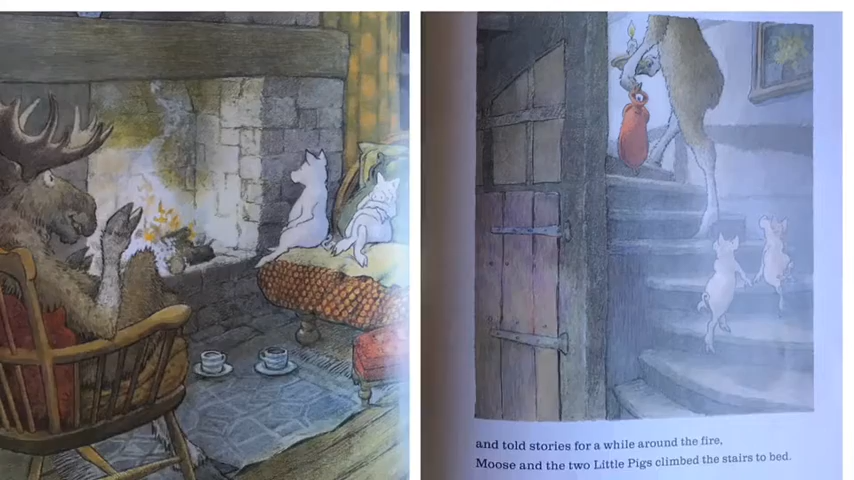 and told stories for a while around the fire,
Moose and the two Little Pigs climbed the stairs to bed.